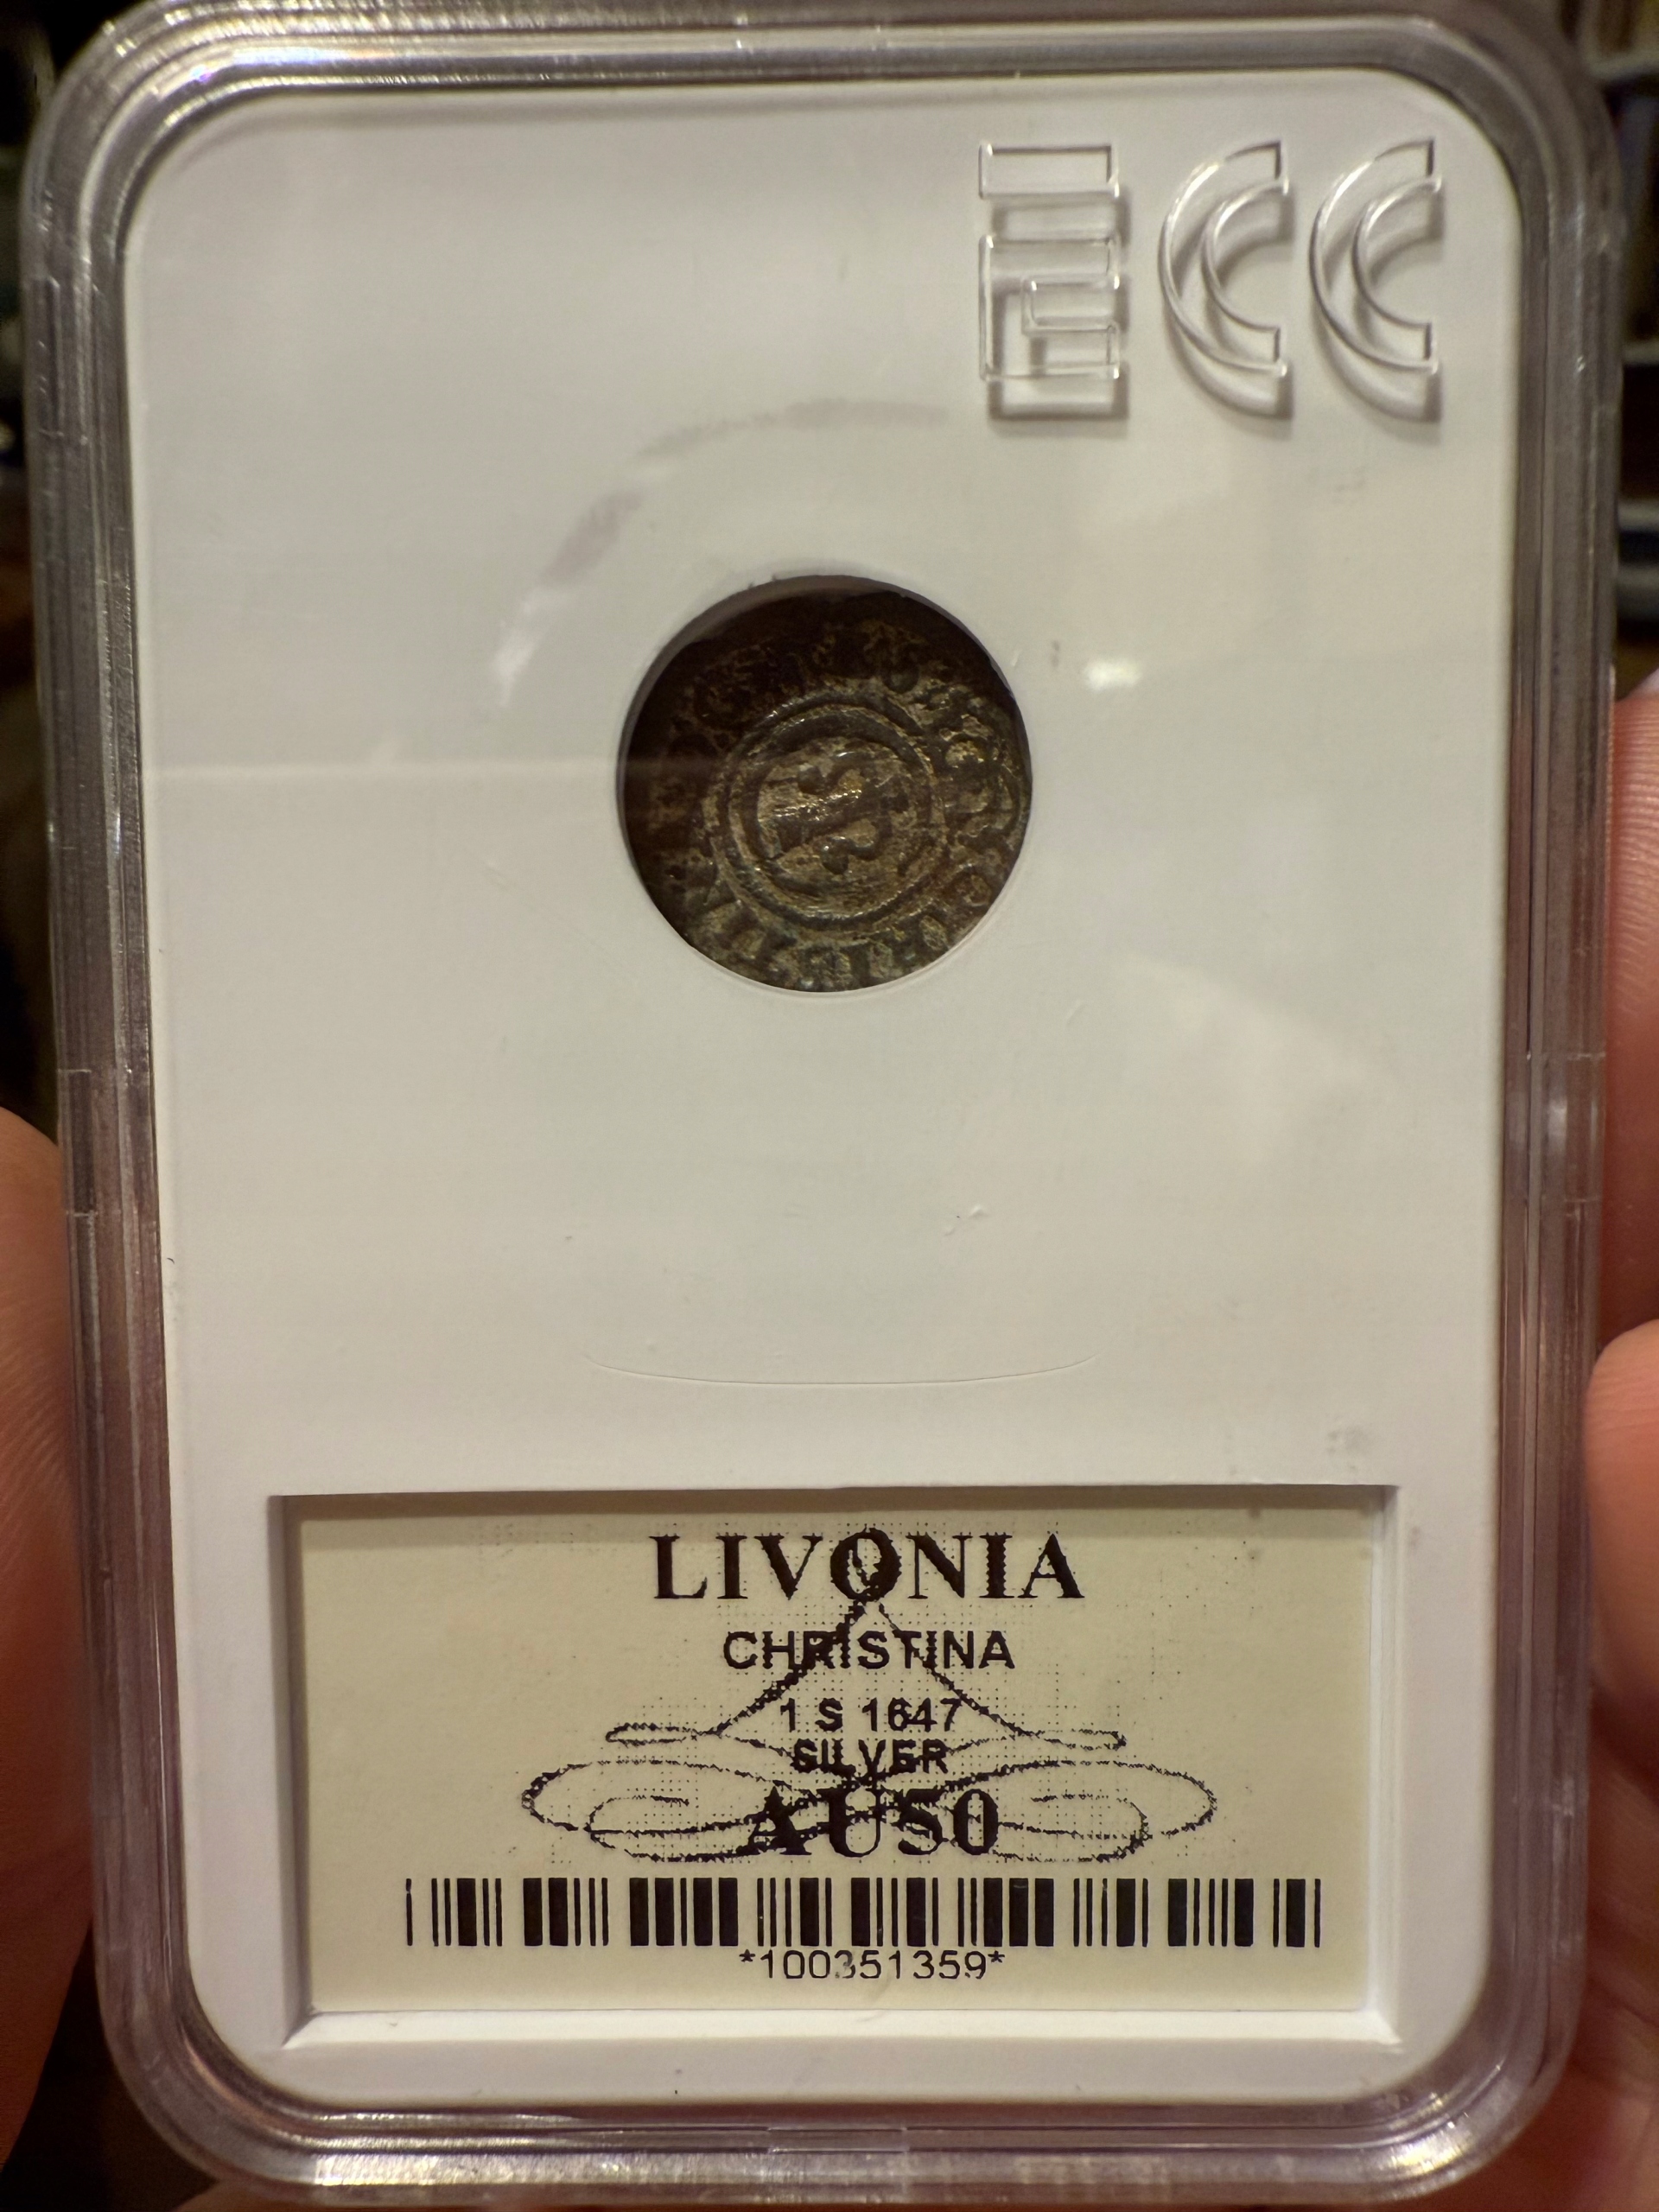 ECC
LIVONIA
CHRISTINA
1 S 1647
SILVER
AU50
*100351359*